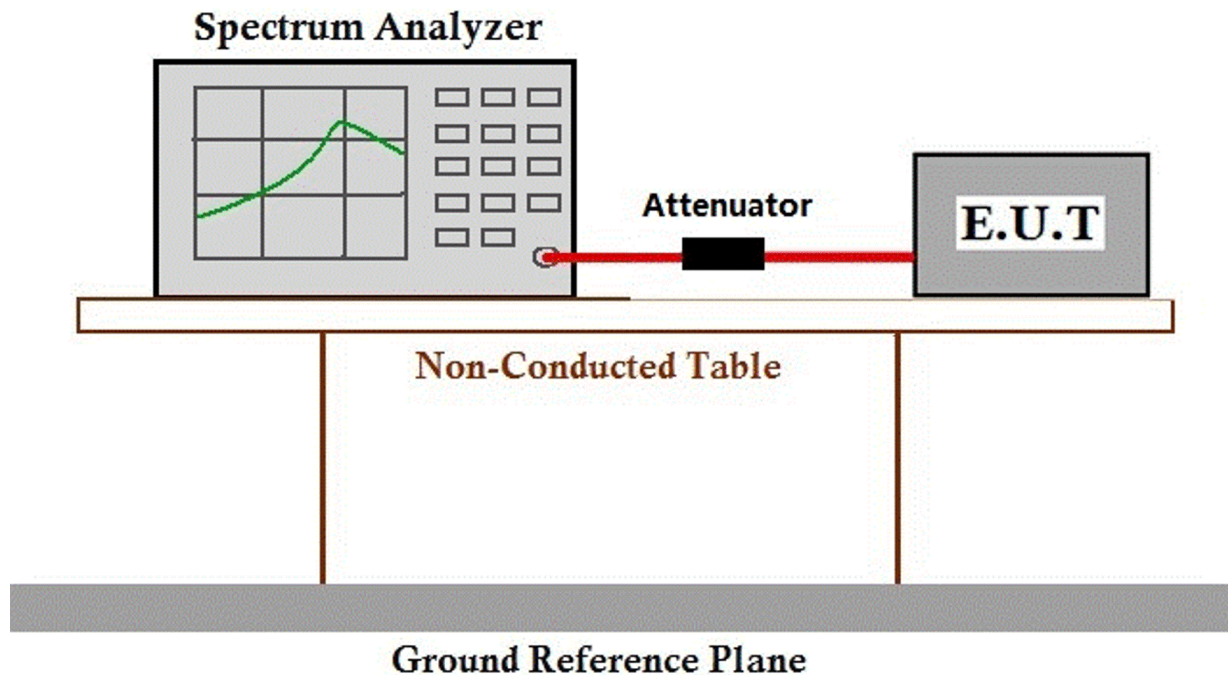 Spectrum Analyzer
Attenuator
E.U.T
Non-Conducted Table
Ground Reference Plane